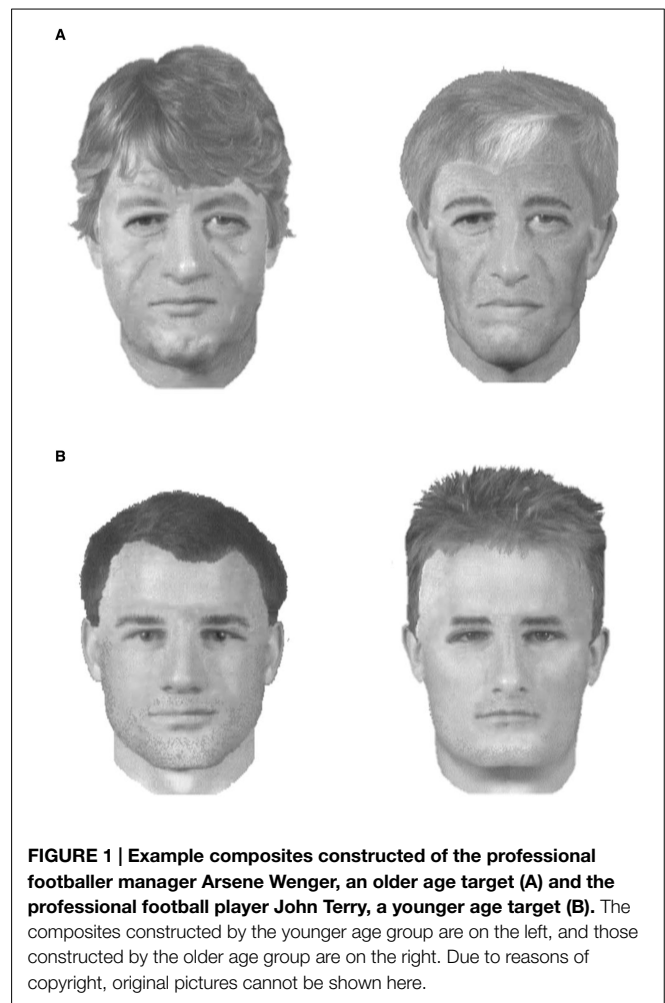 A
B
FIGURE 1 | Example composites constructed of the professional
footballer manager Arsene Wenger, an older age target (A) and the
professional football player John Terry, a younger age target (B). The
composites constructed by the younger age group are on the left, and those
constructed by the older age group are on the right. Due to reasons of
copyright, original pictures cannot be shown here.